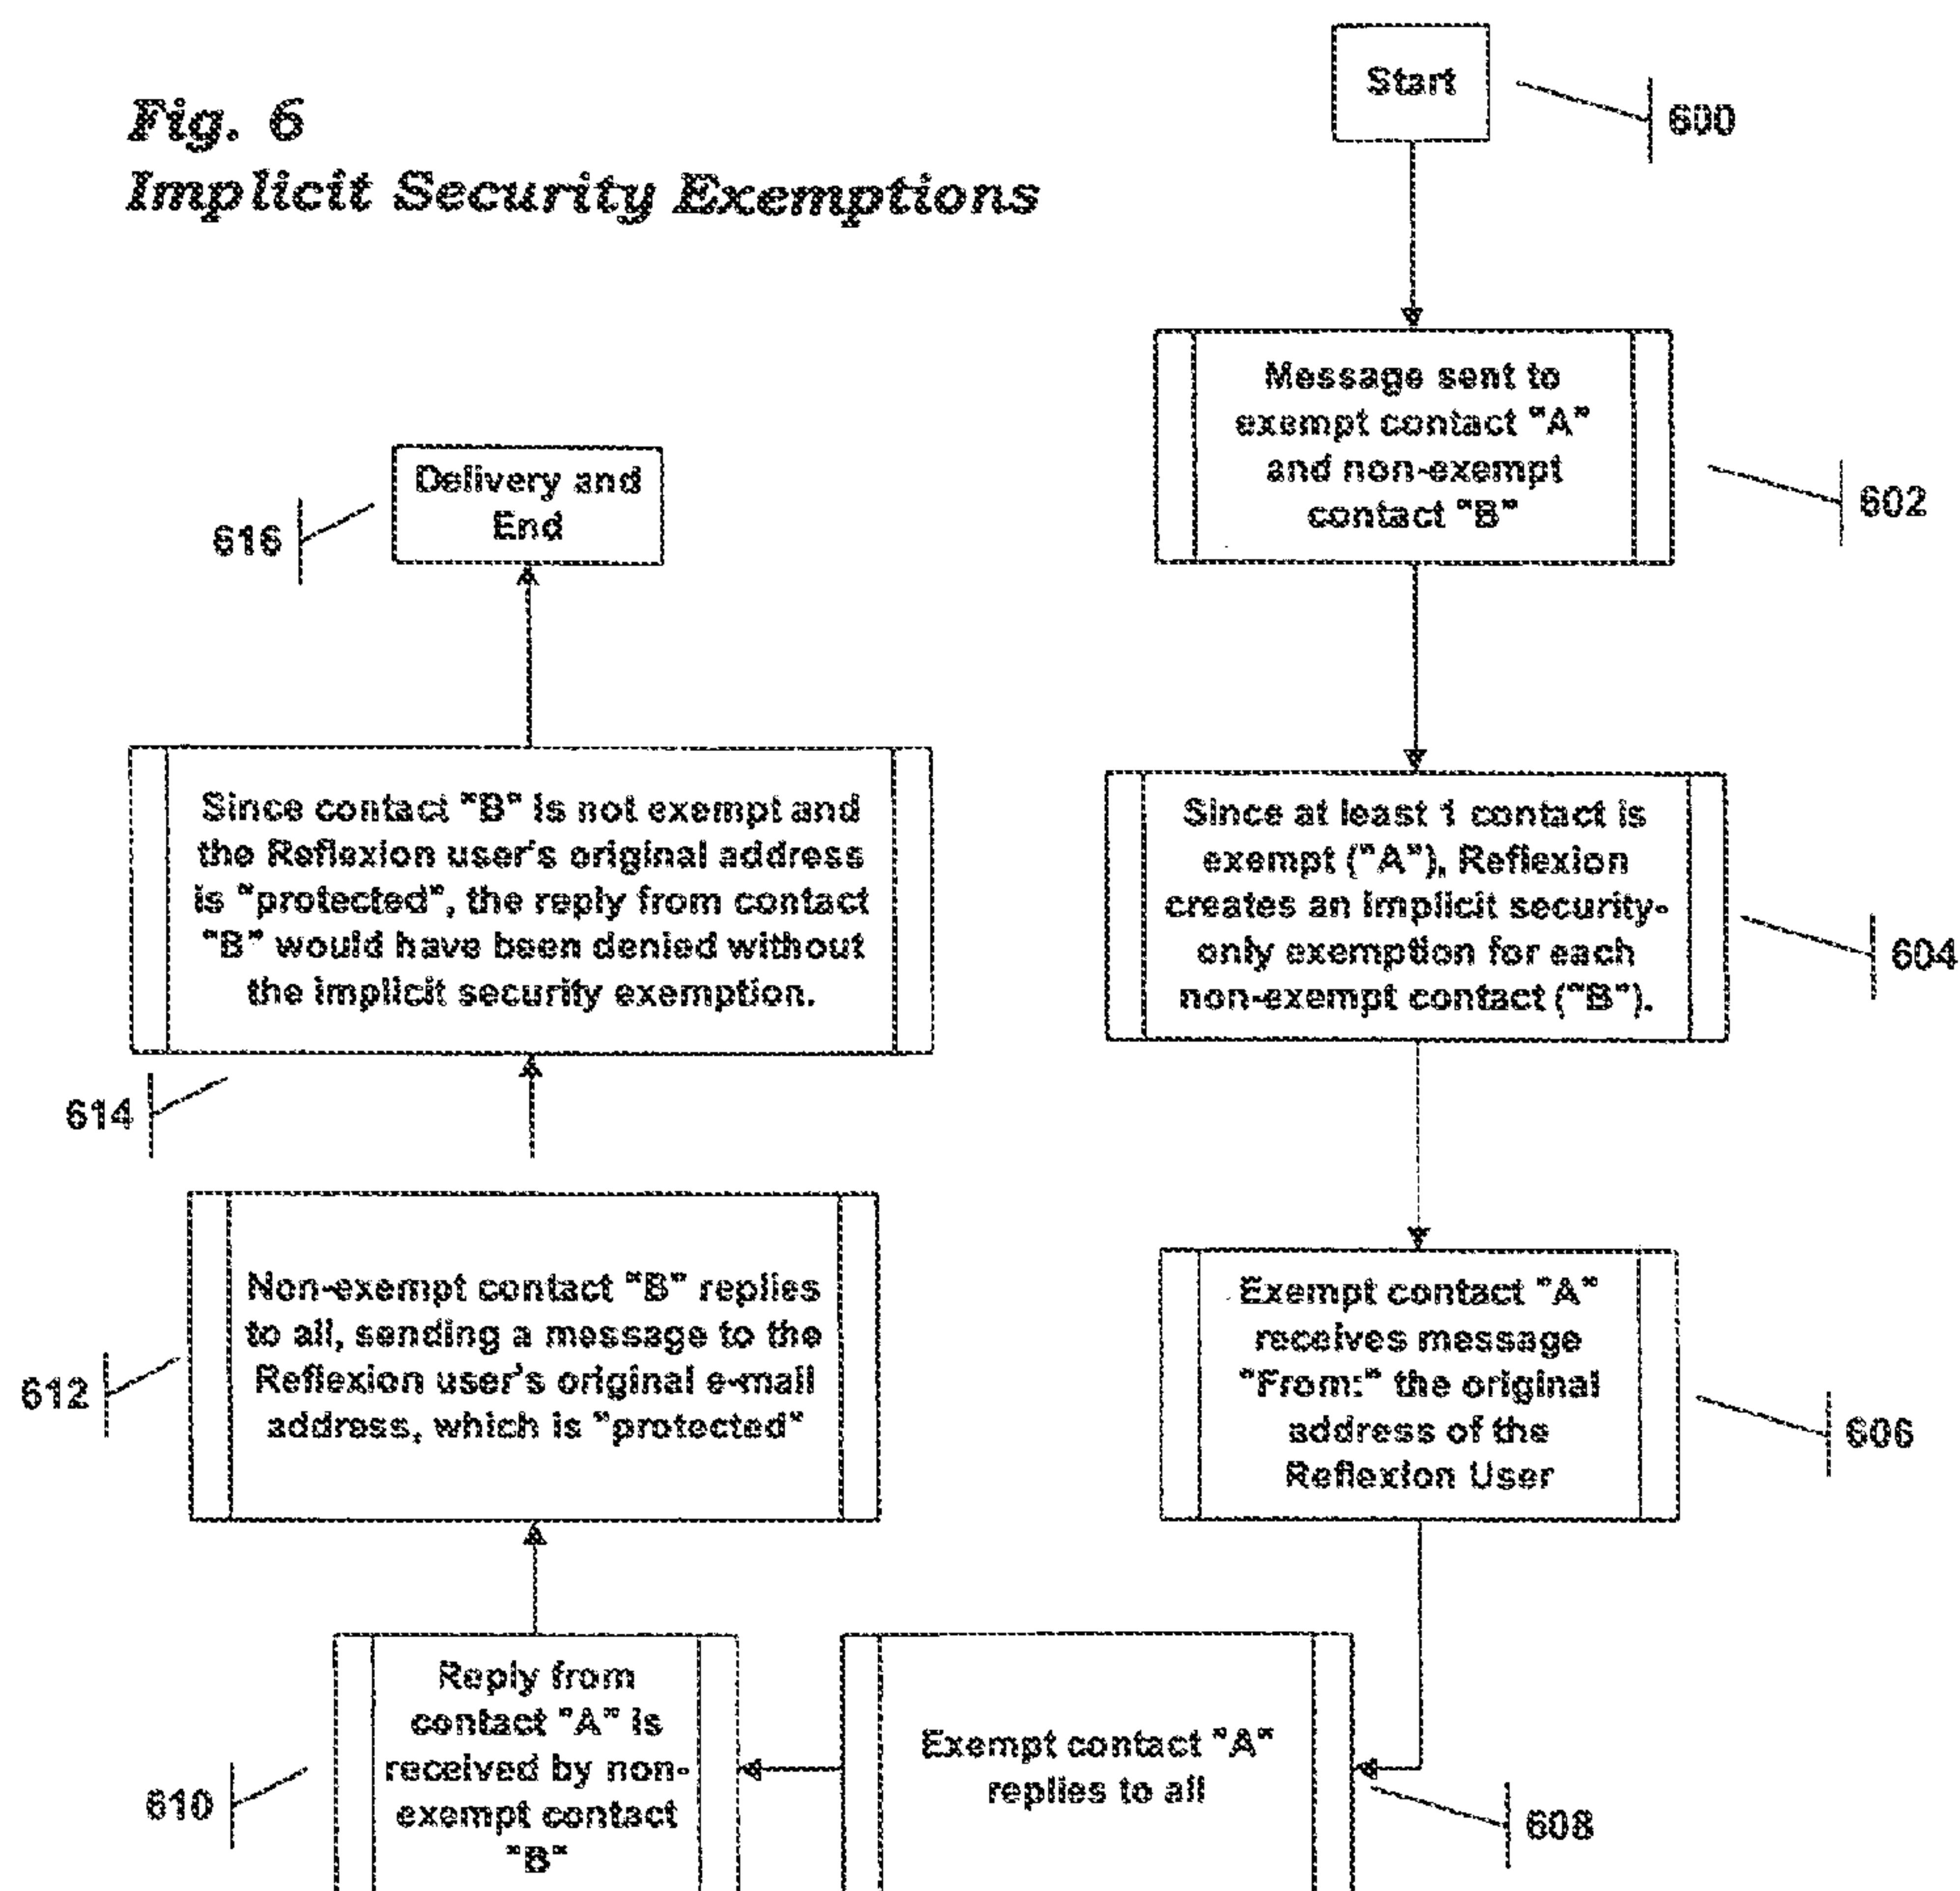 Fig. 6
Implicit Security Exemptions
Start
600
Message sent to
exempt contact "A"
and non-exempt
contact "B"
602
Since at least 1 contact is
exempt ("A"), Reflexion
creates an implicit security-
only exemption for each
non-exempt contact ("B").
604
Exempt contact "A"
receives message
"From:" the original
address of the
Reflexion User
606
Exempt contact "A"
replies to all
608
Reply from
contact "A" is
received by non-
exempt contact
"B"
610
Non-exempt contact "B" replies
to all, sending a message to the
Reflexion user's original e-mail
address, which is "protected"
612
Since contact "B" is not exempt and
the Reflexion user's original address
is "protected", the reply from contact
"B" would have been denied without
the implicit security exemption.
614
Delivery and
End
616